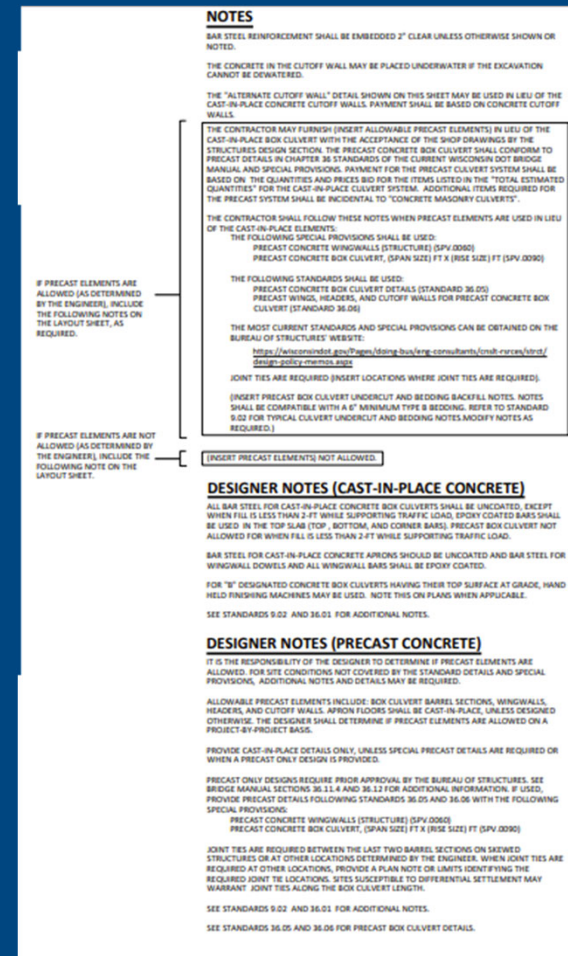 NOTES
BAR STEEL REINFORCEMENT SHALL BE EMBEDDED 2" CLEAR UNLESS OTHERWISE SHOWN OR
NOTED.
THE CONCRETE IN THE CUTOFF WALL MAY BE PLACED UNDERWATER IF THE EXCAVATION
CANNOT BE DEWATERED.
THE "ALTERNATE CUTOFF WALL" DETAIL SHOWN ON THIS SHEET MAY BE USED IN LIEU OF THE
CAST-IN-PLACE CONCRETE CUTOFF WALLS. PAYMENT SHALL BE BASED ON CONCRETE CUTOFF
WALLS.
IF PRECAST ELEMENTS ARE
ALLOWED (AS DETERMINED
BY THE ENGINEER), INCLUDE
THE FOLLOWING NOTES ON
THE LAYOUT SHEET, AS
REQUIRED.
THE CONTRACTOR MAY FURNISH (INSERT ALLOWABLE PRECAST ELEMENTS) IN LIEU OF THE
CAST-IN-PLACE BOX CULVERT WITH THE ACCEPTANCE OF THE SHOP DRAWINGS BY THE
STRUCTURES DESIGN SECTION. THE PRECAST CONCRETE BOX CULVERT SHALL CONFORM TO
PRECAST DETAILS IN CHAPTER 36 STANDARDS OF THE CURRENT WISCONSIN DOT BRIDGE
MANUAL AND SPECIAL PROVISIONS. PAYMENT FOR THE PRECAST CULVERT SYSTEM SHALL BE
BASED ON THE QUANTITIES AND PRICES BID FOR THE ITEMS LISTED IN THE "TOTAL ESTIMATED
QUANTITIES" FOR THE CAST-IN-PLACE CULVERT SYSTEM. ADDITIONAL ITEMS REQUIRED FOR
THE PRECAST SYSTEM SHALL BE INCIDENTAL TO "CONCRETE MASONRY CULVERTS".
THE CONTRACTOR SHALL FOLLOW THESE NOTES WHEN PRECAST ELEMENTS ARE USED IN LIEU
OF THE CAST-IN-PLACE ELEMENTS:
THE FOLLOWING SPECIAL PROVISIONS SHALL BE USED:
PRECAST CONCRETE WINGWALLS (STRUCTURE) (SPV.0060)
PRECAST CONCRETE BOX CULVERT, (SPAN SIZE) FT X (RISE SIZE) FT (SPV.0090)
THE FOLLOWING STANDARDS SHALL BE USED:
PRECAST CONCRETE BOX CULVERT DETAILS (STANDARD 36.05)
PRECAST WINGS, HEADERS, AND CUTOFF WALLS FOR PRECAST CONCRETE BOX
CULVERT (STANDARD 36.06)
THE MOST CURRENT STANDARDS AND SPECIAL PROVISIONS CAN BE OBTAINED ON THE
BUREAU OF STRUCTURES' WEBSITE:
https://wisconsindot.gov/Pages/doing-bus/eng-consultants/cnslt-rsrces/strct/
design-policy-memos.aspx
JOINT TIES ARE REQUIRED (INSERT LOCATIONS WHERE JOINT TIES ARE REQUIRED).
(INSERT PRECAST BOX CULVERT UNDERCUT AND BEDDING BACKFILL NOTES. NOTES
SHALL BE COMPATIBLE WITH A 6" MINIMUM TYPE B BEDDING. REFER TO STANDARD
9.02 FOR TYPICAL CULVERT UNDERCUT AND BEDDING NOTES.MODIFY NOTES AS
REQUIRED.)
IF PRECAST ELEMENTS ARE NOT
ALLOWED (AS DETERMINED BY
THE ENGINEER), INCLUDE THE
FOLLOWING NOTE ON THE
LAYOUT SHEET.
(INSERT PRECAST ELEMENTS) NOT ALLOWED.
DESIGNER NOTES (CAST-IN-PLACE CONCRETE)
ALL BAR STEEL FOR CAST-IN-PLACE CONCRETE BOX CULVERTS SHALL BE UNCOATED, EXCEPT
WHEN FILL IS LESS THAN 2-FT WHILE SUPPORTING TRAFFIC LOAD, EPOXY COATED BARS SHALL
BE USED IN THE TOP SLAB (TOP , BOTTOM, AND CORNER BARS). PRECAST BOX CULVERT NOT
ALLOWED FOR WHEN FILL IS LESS THAN 2-FT WHILE SUPPORTING TRAFFIC LOAD.
BAR STEEL FOR CAST-IN-PLACE CONCRETE APRONS SHOULD BE UNCOATED AND BAR STEEL FOR
WINGWALL DOWELS AND ALL WINGWALL BARS SHALL BE EPOXY COATED.
FOR "B" DESIGNATED CONCRETE BOX CULVERTS HAVING THEIR TOP SURFACE AT GRADE, HAND
HELD FINISHING MACHINES MAY BE USED. NOTE THIS ON PLANS WHEN APPLICABLE.
SEE STANDARDS 9.02 AND 36.01 FOR ADDITIONAL NOTES.
DESIGNER NOTES (PRECAST CONCRETE)
IT IS THE RESPONSIBILITY OF THE DESIGNER TO DETERMINE IF PRECAST ELEMENTS ARE
ALLOWED. FOR SITE CONDITIONS NOT COVERED BY THE STANDARD DETAILS AND SPECIAL
PROVISIONS, ADDITIONAL NOTES AND DETAILS MAY BE REQUIRED.
ALLOWABLE PRECAST ELEMENTS INCLUDE: BOX CULVERT BARREL SECTIONS, WINGWALLS,
HEADERS, AND CUTOFF WALLS. APRON FLOORS SHALL BE CAST-IN-PLACE, UNLESS DESIGNED
OTHERWISE. THE DESIGNER SHALL DETERMINE IF PRECAST ELEMENTS ARE ALLOWED ON A
PROJECT-BY-PROJECT BASIS.
PROVIDE CAST-IN-PLACE DETAILS ONLY, UNLESS SPECIAL PRECAST DETAILS ARE REQUIRED OR
WHEN A PRECAST ONLY DESIGN IS PROVIDED.
PRECAST ONLY DESIGNS REQUIRE PRIOR APPROVAL BY THE BUREAU OF STRUCTURES. SEE
BRIDGE MANUAL SECTIONS 36.11.4 AND 36.12 FOR ADDITIONAL INFORMATION. IF USED,
PROVIDE PRECAST DETAILS FOLLOWING STANDARDS 36.05 AND 36.06 WITH THE FOLLOWING
SPECIAL PROVISIONS:
PRECAST CONCRETE WINGWALLS (STRUCTURE) (SPV.0060)
PRECAST CONCRETE BOX CULVERT, (SPAN SIZE) FT X (RISE SIZE) FT (SPV.0090)
JOINT TIES ARE REQUIRED BETWEEN THE LAST TWO BARREL SECTIONS ON SKEWED
STRUCTURES OR AT OTHER LOCATIONS DETERMINED BY THE ENGINEER. WHEN JOINT TIES ARE
REQUIRED AT OTHER LOCATIONS, PROVIDE A PLAN NOTE OR LIMITS IDENTIFYING THE
REQUIRED JOINT TIE LOCATIONS. SITES SUSCEPTIBLE TO DIFFERENTIAL SETTLEMENT MAY
WARRANT JOINT TIES ALONG THE BOX CULVERT LENGTH.
SEE STANDARDS 9.02 AND 36.01 FOR ADDITIONAL NOTES.
SEE STANDARDS 36.05 AND 36.06 FOR PRECAST BOX CULVERT DETAILS.